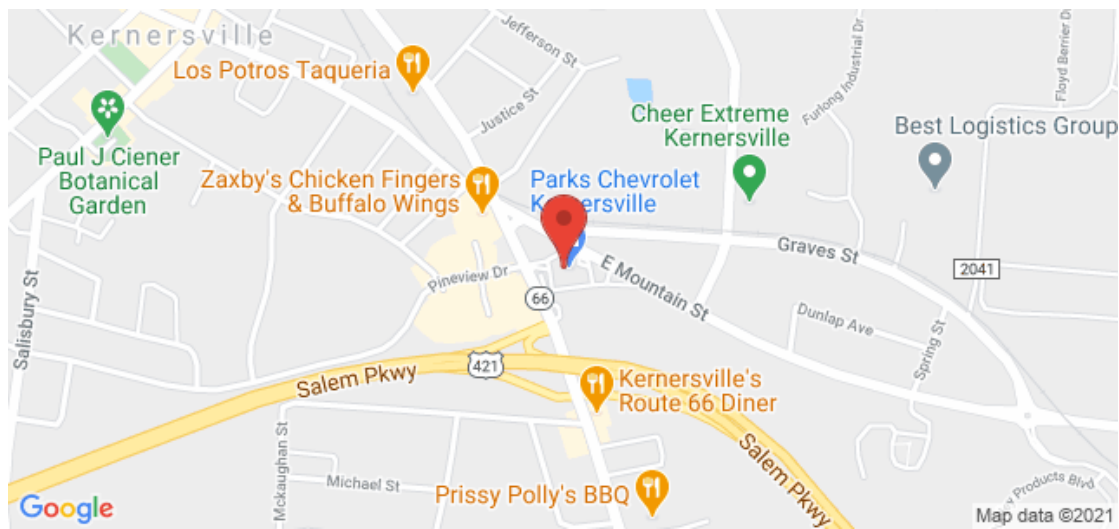 Kernersville
Jefferson St
Floyd Berrier Dr
Furlong Industrial Dr
Los Potros Taqueria
Justice St
Cheer Extreme
Kernersville
Best Logistics Group
Paul J Ciener
Botanical
Garden
Zaxby's Chicken Fingers
& Buffalo Wings
Parks Chevrolet
Graves St
2041
Pineview Dr
E Mountain St
66
Salisbury St
Dunlap Ave
Spring St
421
Salem Pkwy
Kernersville's
Route 66 Diner
Salem Pkwy
Mckaughan St
Michael St
Prissy Polly's BBQ
Products Blvd
Google
Map data ©2021